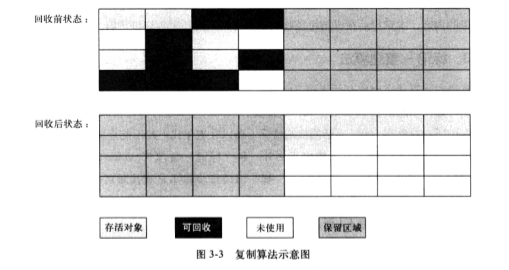 回收前状态：
回收后状态：
存活对象
可回收
未使用
保留区域
图 3-3 复制算法示意图